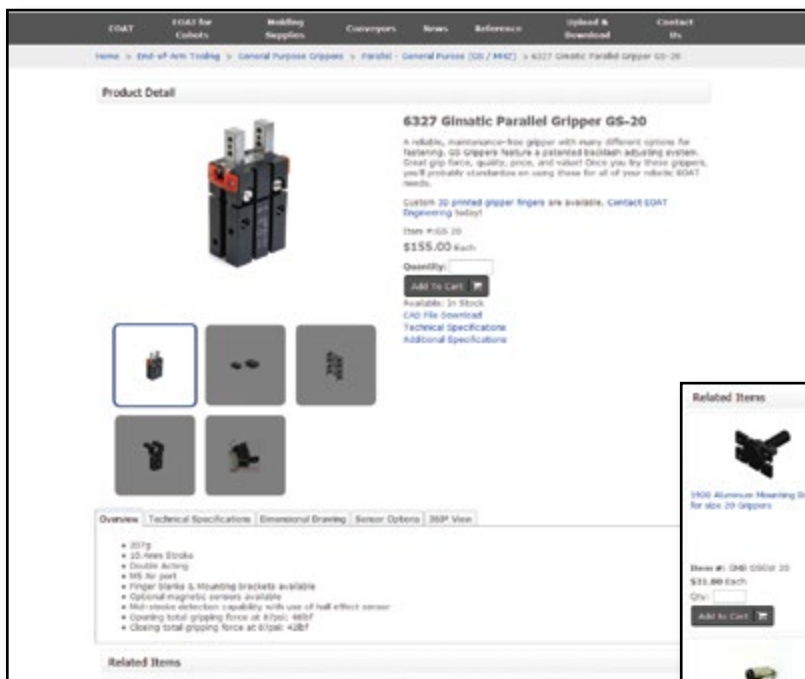 EOAT
EOAT for Cobots
Molding Supplies
Conveyors
News
Reference
Upload & Download
Contact Us
Home > End-of-Arm Tooling > General Purpose Grippers > Parallel - General Purpose (GS / MHZ) > 6327 Gimatic Parallel Gripper GS-20
Product Detail
6327 Gimatic Parallel Gripper GS-20
A reliable, maintenance-free gripper with many different options for
fastening. GS Grippers feature a patented backlash adjusting system.
Great grip force, quality, price, and value! Once you try these grippers,
you'll probably standardize on using these for all of your robotic EOAT
needs.
Custom 3D printed gripper fingers are available, Contact EOAT
Engineering today!
Item #:GS 20
$155.00 Each
Quantity:
Add To Cart
Available: In Stock
CAD File Download
Technical Specifications
Additional Specifications
Overview
Technical Specifications
Dimensional Drawing
Sensor Options
360° View
Double Acting
M5 Air port
Finger blanks & Mounting brackets available
Optional magnetic sensors available
Mid-stroke detection capability with use of hall effect sensor
Opening total gripping force at 87psi:
Closing total gripping force at 87psi:
Related Items
Related Items
Aluminum Mounting
for size 20 Grippers
$31.00 Each
Qty:
Add to Cart